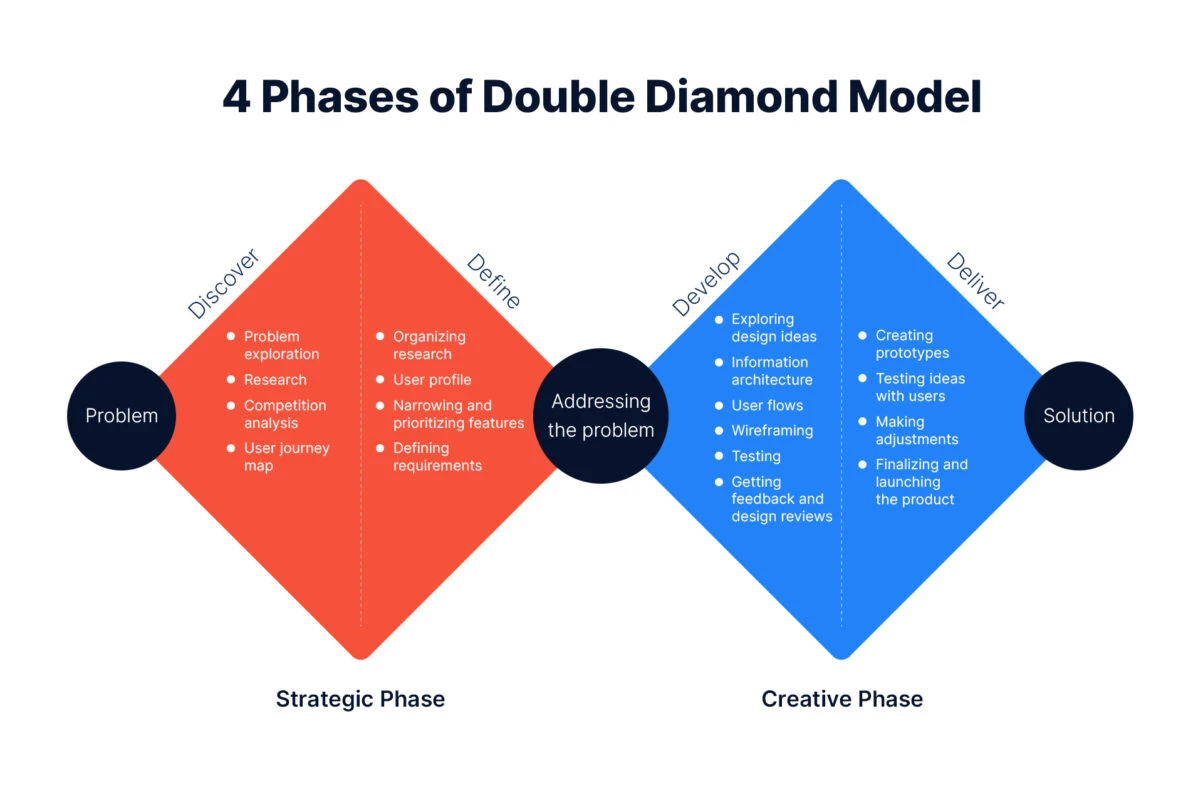 4 Phases of Double Diamond Model
Discover
Define
Develop
Deliver
Problem
Problem
exploration
Research
Competition
analysis
User journey
map
Organizing
research
User profile
Narrowing and
prioritizing features
Defining
requirements
Addressing
the problem
Exploring
design ideas
Information
architecture
User flows
Wireframing
Testing
Getting
feedback and
design reviews
Creating
prototypes
Testing ideas
with users
Making
adjustments
Finalizing and
launching
the product
Solution
Strategic Phase
Creative Phase